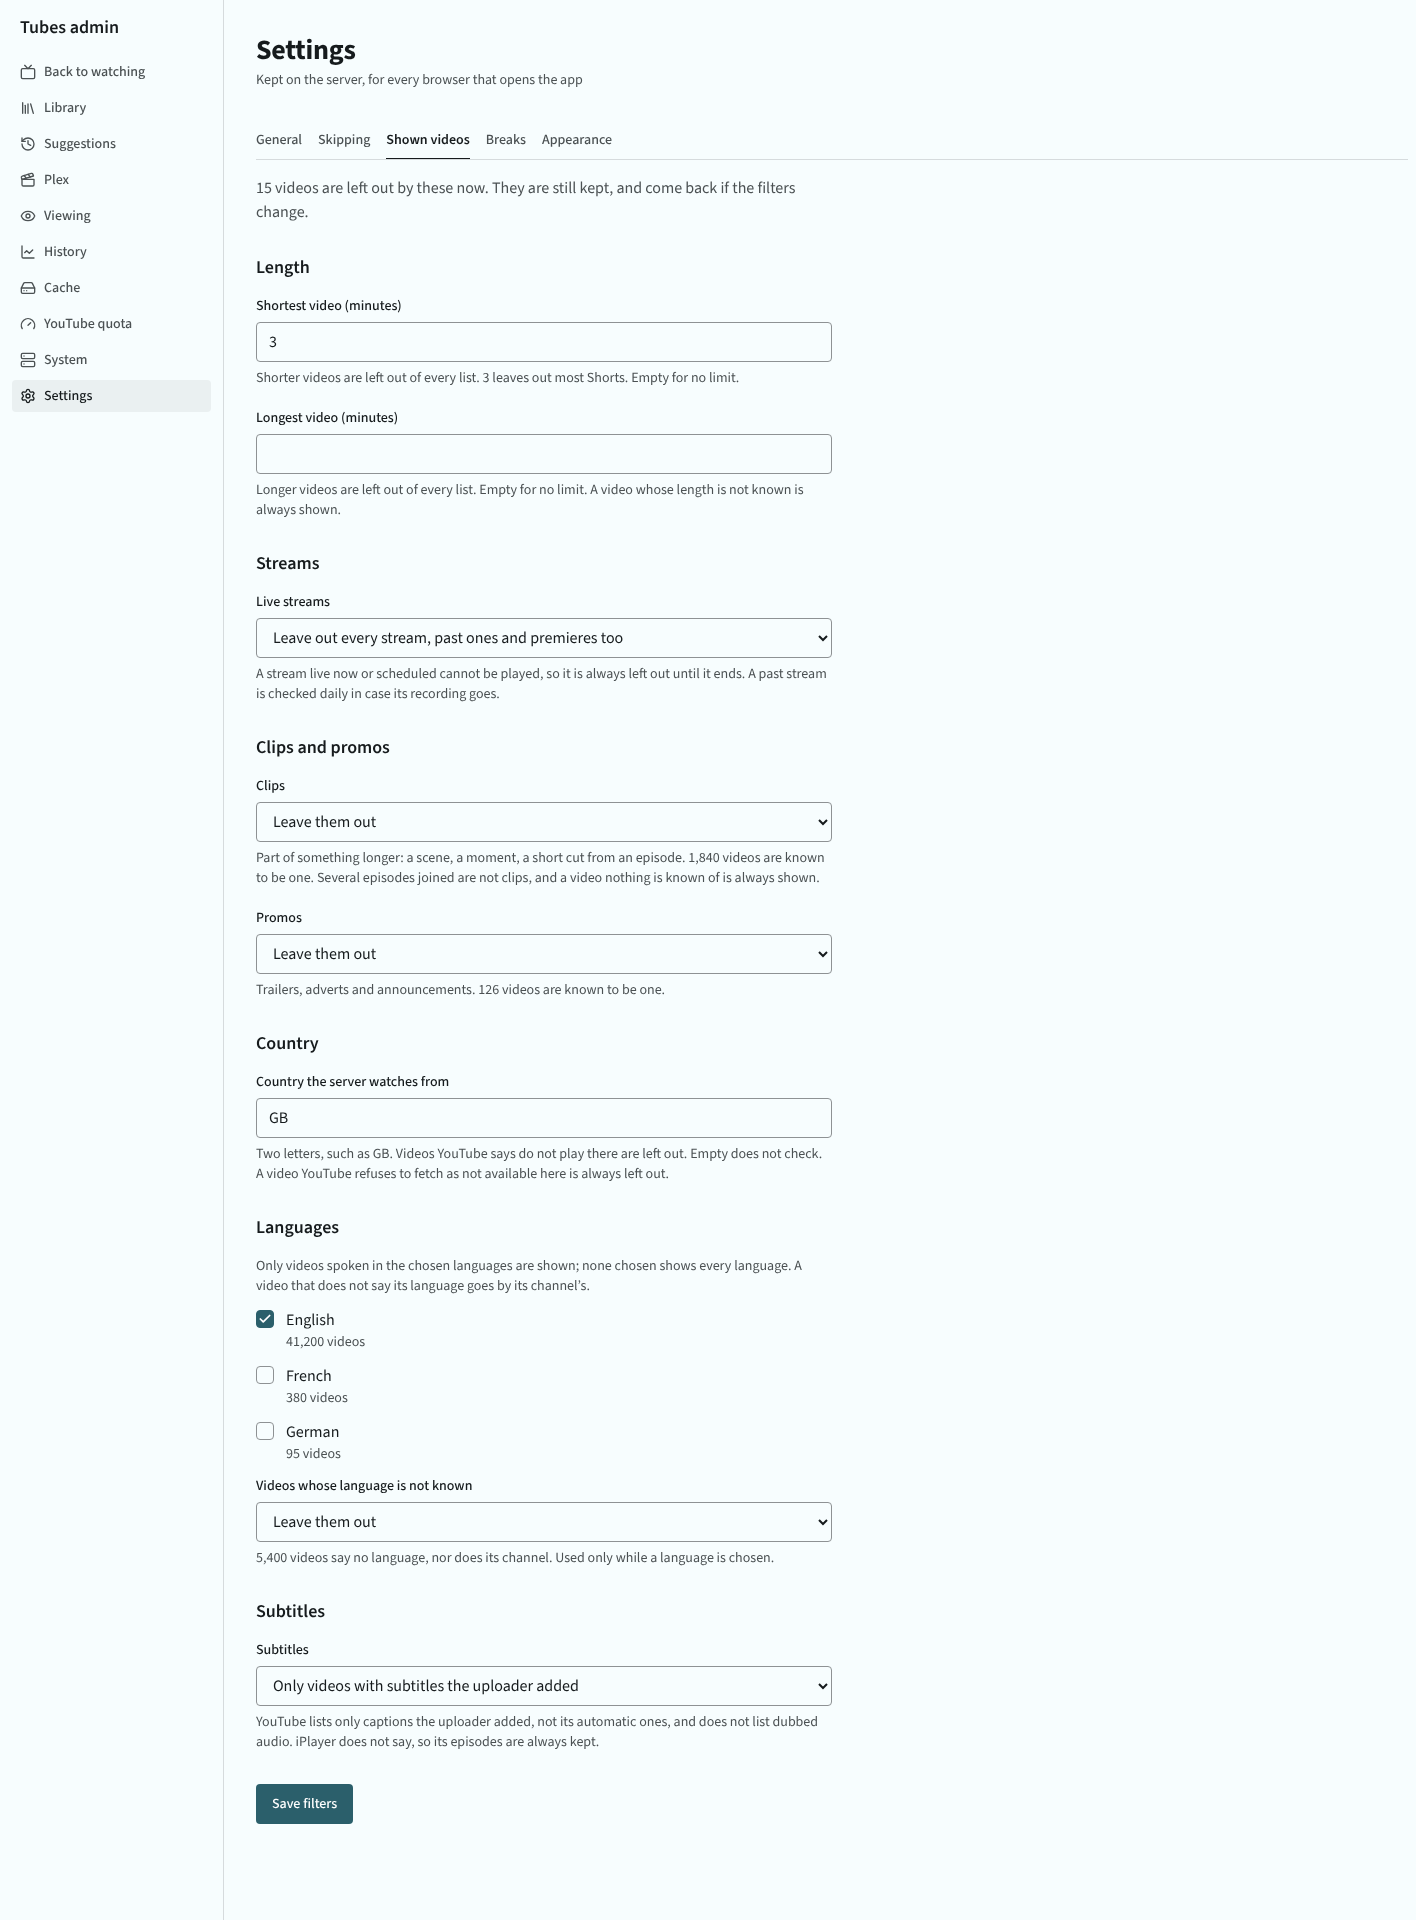 Tubes admin
Back to watching
Library
Suggestions
Plex
Viewing
History
Cache
YouTube quota
System
Settings
Settings
Kept on the server, for every browser that opens the app
General
Skipping
Shown videos
Breaks
Appearance
15 videos are left out by these now. They are still kept, and come back if the filters
change.
Length
Shortest video (minutes)
3
Shorter videos are left out of every list. 3 leaves out most Shorts. Empty for no limit.
Longest video (minutes)
Longer videos are left out of every list. Empty for no limit. A video whose length is not known is
always shown.
Streams
Live streams
Leave out every stream, past ones and premieres too
A stream live now or scheduled cannot be played, so it is always left out until it ends. A past stream
is checked daily in case its recording goes.
Clips and promos
Clips
Leave them out
Part of something longer: a scene, a moment, a short cut from an episode. 1,840 videos are known
to be one. Several episodes joined are not clips, and a video nothing is known of is always shown.
Promos
Leave them out
Trailers, adverts and announcements. 126 videos are known to be one.
Country
Country the server watches from
GB
Two letters, such as GB. Videos YouTube says do not play there are left out. Empty does not check.
A video YouTube refuses to fetch as not available here is always left out.
Languages
Only videos spoken in the chosen languages are shown; none chosen shows every language. A
video that does not say its language goes by its channel's.
English
41,200 videos
French
380 videos
German
95 videos
Videos whose language is not known
Leave them out
5,400 videos say no language, nor does its channel. Used only while a language is chosen.
Subtitles
Subtitles
Only videos with subtitles the uploader added
YouTube lists only captions the uploader added, not its automatic ones, and does not list dubbed
audio. iPlayer does not say, so its episodes are always kept.
Save filters